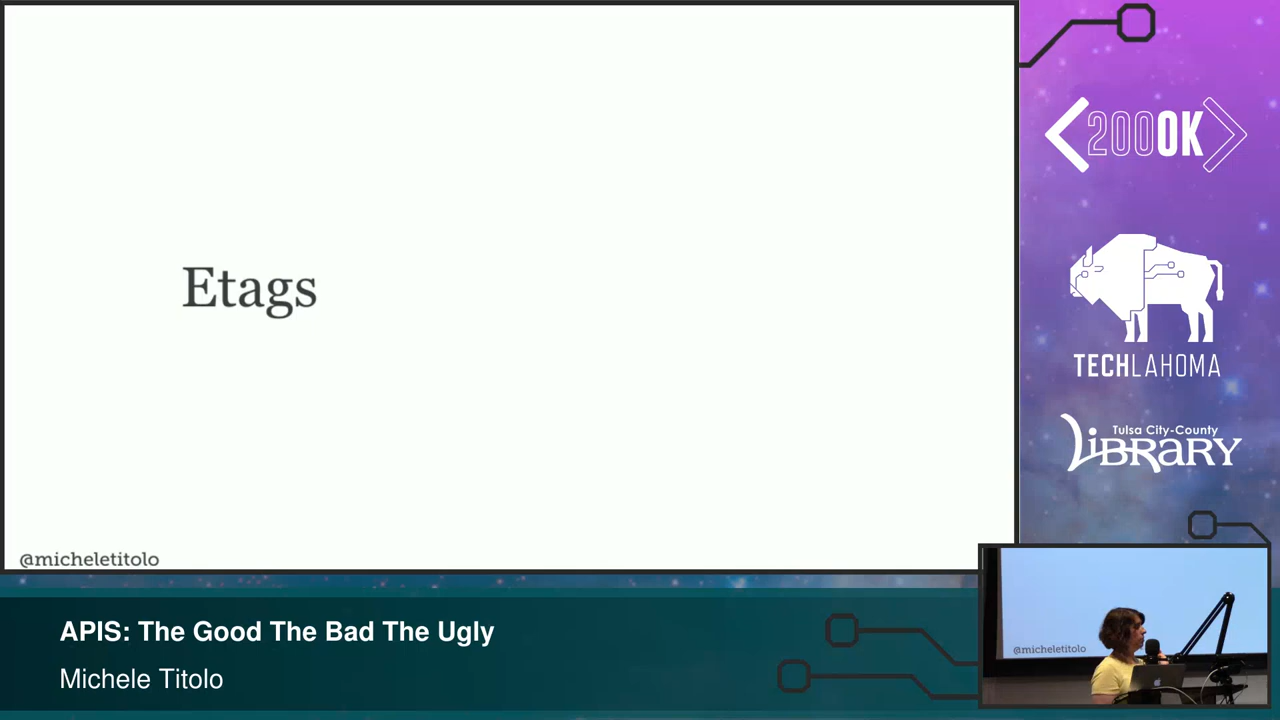 Etags
@micheletitolo
200OK
TECHLAHOMA
Tulsa City-County
LiBRARY
APIS: The Good The Bad The Ugly
Michele Titolo
@micheletitolo